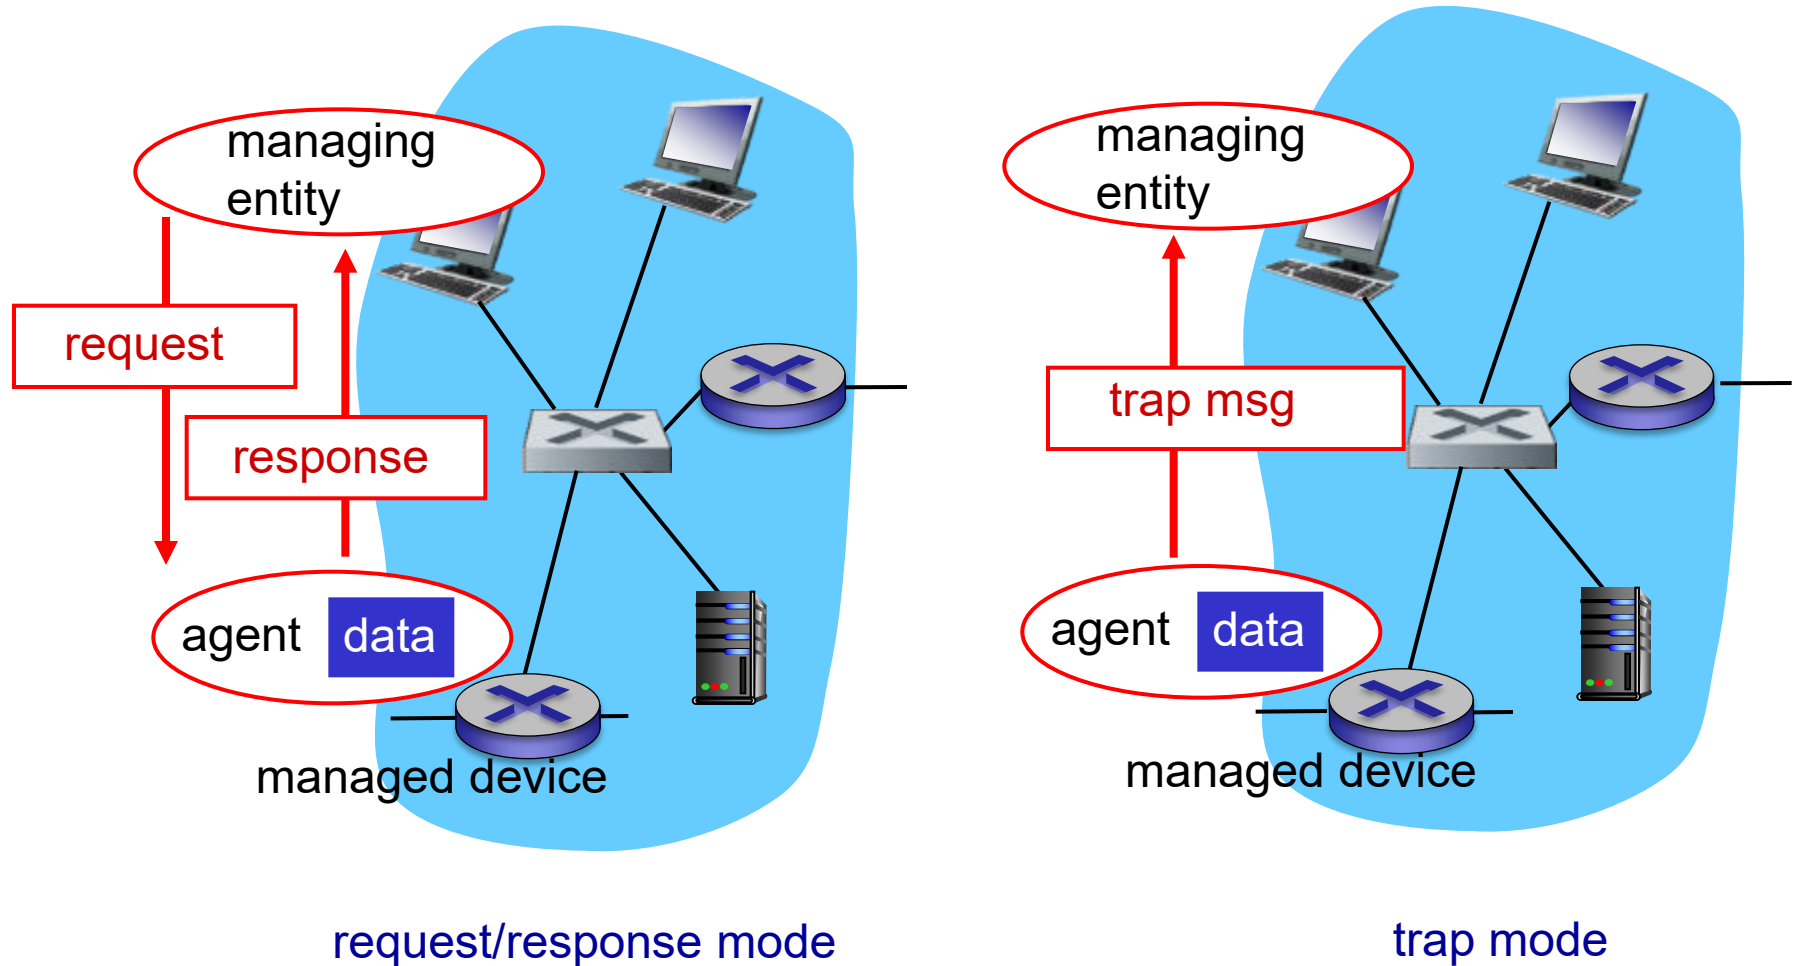 managing
entity
request
response
agent
data
managed device
request/response mode
managing
entity
trap msg
agent
data
managed device
trap mode